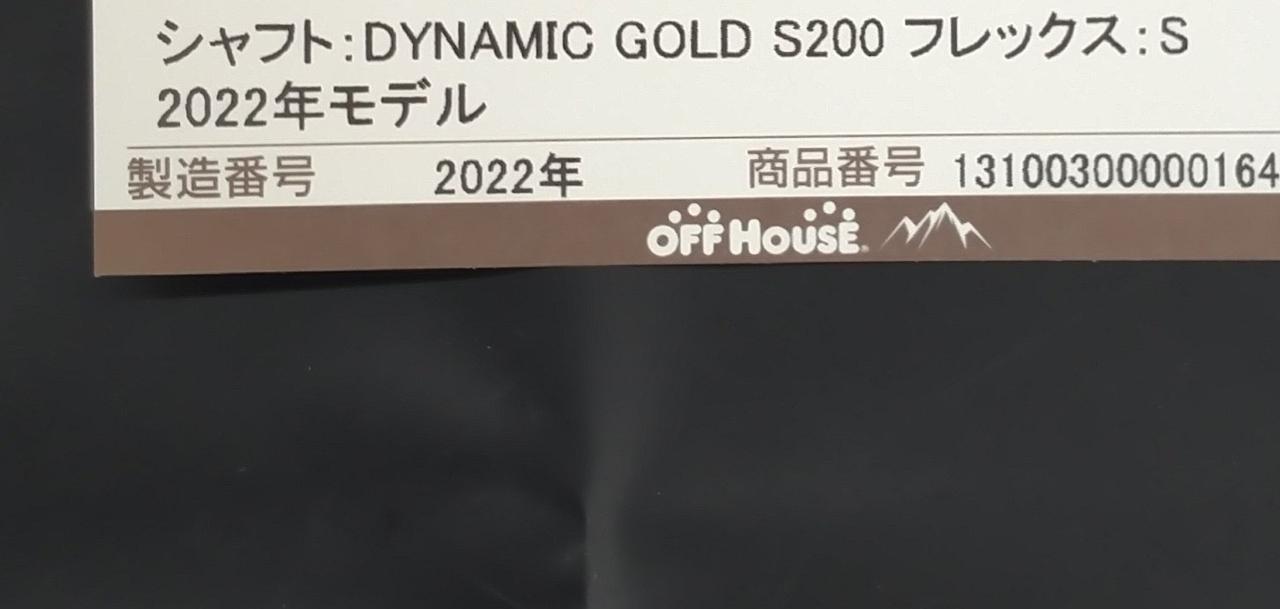 シャフト:DYNAMIC GOLD S200 フレックス:S
2022年モデル
製造番号 2022年 商品番号 13100300000164
OFF HOUSE